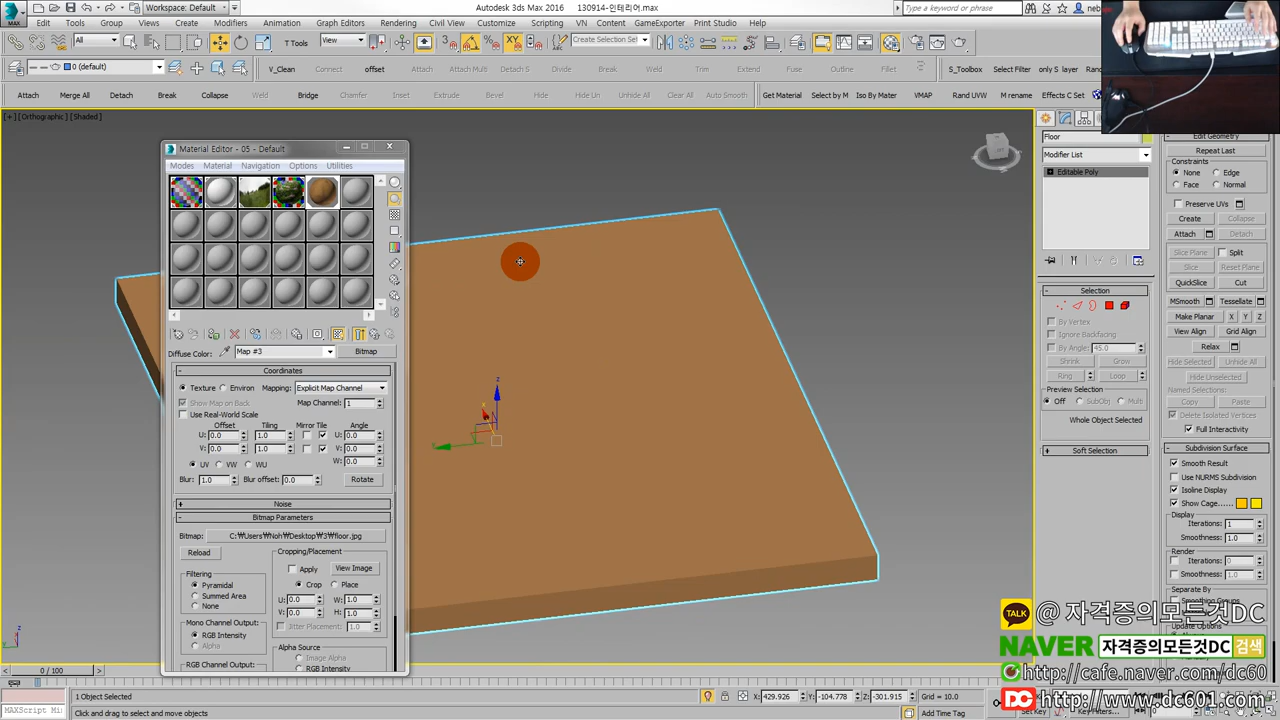 Workspace: Default
Autodesk 3ds Max 2016
130914-인테리어.max
Type a keyword or phrase
Edit Tools Group Views Create Modifiers Animation Graph Editors Rendering Civil View Customize Scripting VN Content GameExporter Print Studio Help
All
T Tools
View
Create Selection Se
0 (default)
V_Clean Connect offset Attach Attach Multi Detach S Divide Break Weld Trim Extend Fuse Fillet Outline S_Toolbox Select Filter only S layer
Attach Merge All Detach Break Collapse Weld Bridge Chamfer Inset Extrude Bevel Hide Hide Un Unhide All Clear All Auto Smooth Get Material Select by M Iso By Mater VMAP Rand UVW M rename Effects C Set
[+] [Orthographic ] [Shaded ]
Material Editor - 05 - Default
Modes Material Navigation Options Utilities
Diffuse Color: Map #3 Bitmap
Coordinates
Texture Environ Mapping: Explicit Map Channel
Show Map on Back Map Channel: 1
Use Real-World Scale
Offset Tiling Mirror Tile Angle
U: 0.0 1.0 U: 0.0
V: 0.0 1.0 V: 0.0
W: 0.0
UV VW WU
Blur: 1.0 Blur offset: 0.0 Rotate
Noise
Bitmap Parameters
Bitmap: C:₩Users₩Noh₩Desktop₩3₩floor.jpg
Reload
Cropping/Placement
Apply View Image
Crop Place
U: 0.0 W: 1.0
V: 0.0 H: 1.0
Jitter Placement: 1.0
Filtering
Pyramidal
Summed Area
None
Mono Channel Output:
RGB Intensity
Alpha
RGB Channel Output:
Alpha Source
Image Alpha
RGB Intensity
Floor
Modifier List
Editable Poly
Selection
By Vertex
Ignore Backfacing
By Angle: 45.0
Shrink Grow
Ring Loop
Preview Selection
Off SubObj Multi
Whole Object Selected
Soft Selection
Edit Geometry
Repeat Last
Constraints
None Edge
Face Normal
Preserve UVs
Create Collapse
Attach Detach
Slice Plane Split
Slice Reset Plane
QuickSlice Cut
MSmooth Tessellate
Make Planar X Y Z
View Align Grid Align
Relax
Hide Selected Unhide All
Hide Unselected
Named Selections:
Copy Paste
Delete Isolated Vertices
Full Interactivity
Subdivision Surface
Smooth Result
Use NURMS Subdivision
Isoline Display
Show Cage......
Display
Iterations: 1
Smoothness: 1.0
Render
Iterations: 0
Smoothness: 1.0
Separate By
Smoothing Groups
Update Options
TALK @ 자격증의모든것DC
NAVER 자격증의모든것DC 검색
http://cafe.naver.com/dc60
DC http://www.dc601.com/
0 / 100
1 Object Selected
X: 429.926 Y: -104.778 Z: -301.915 Grid = 10.0
MAXScript Mi
Click and drag to select and move objects
Add Time Tag
Set Key